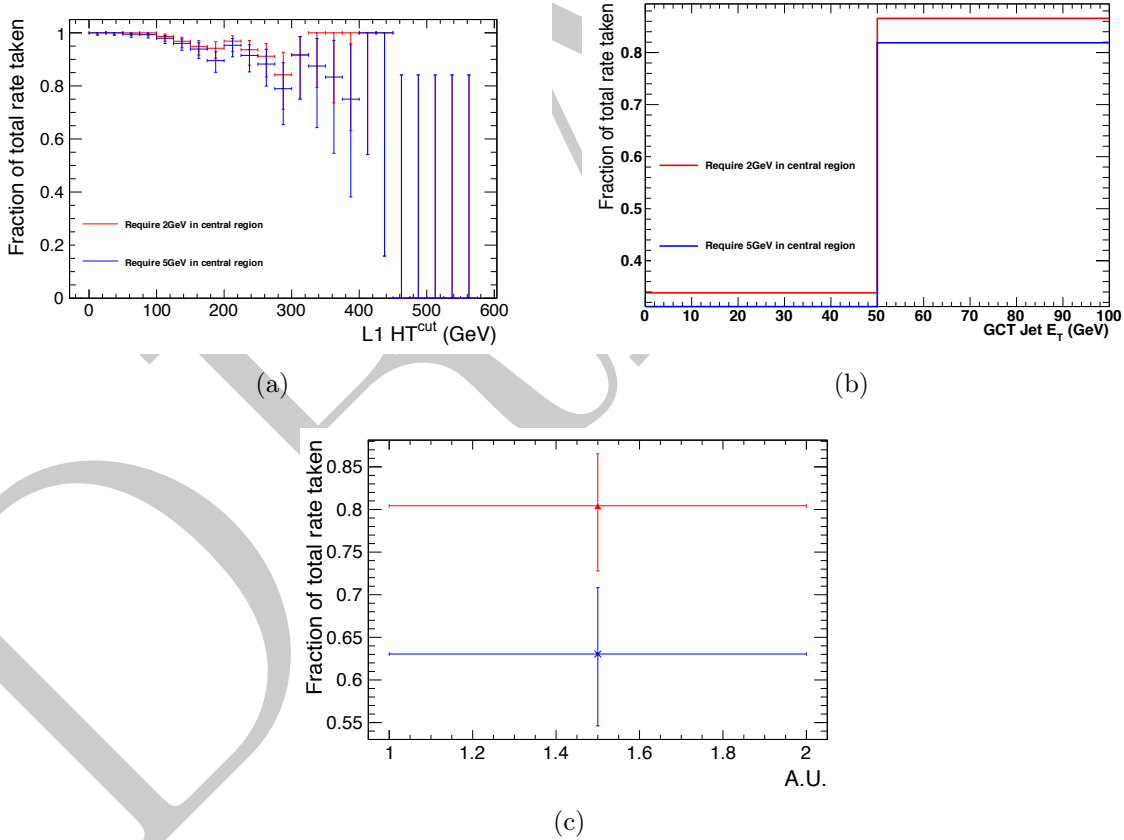 Fraction of total rate taken
1
0.8
0.6
0.4
0.2
0
Require 2GeV in central region
Require 5GeV in central region
0 100 200 300 400 500 600
L1 HT^cut (GeV)
(a)
Fraction of total rate taken
0.8
0.6
0.8
0.5
0.4
Require 2GeV in central region
Require 5GeV in central region
0 10 20 30 40 50 60 70 80 90 100
GCT Jet E_T (GeV)
(b)
Fraction of total rate taken
0.85
0.8
0.75
0.7
0.65
0.6
0.55
1 1.2 1.4 1.6 1.8 2
A.U.
(c)